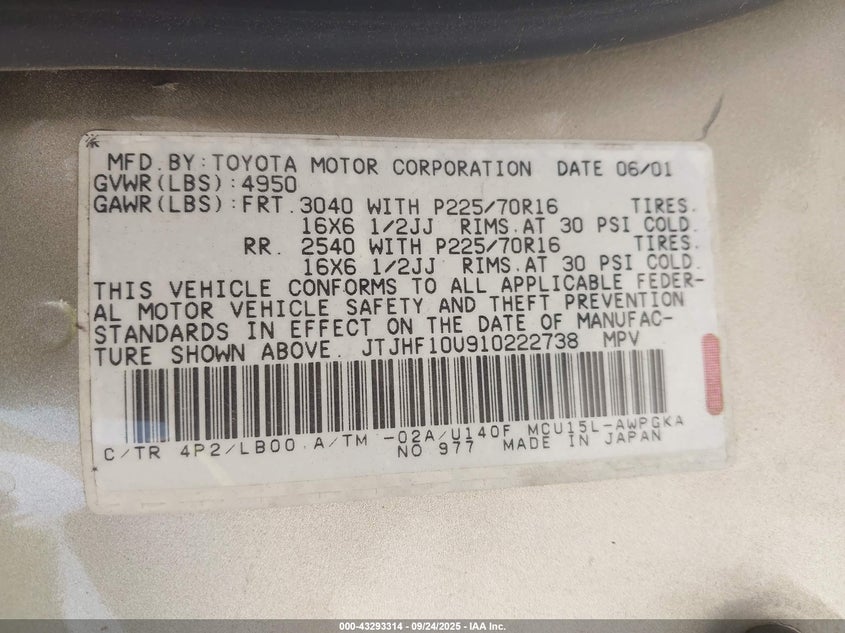 MFD. BY: TOYOTA MOTOR CORPORATION DATE 06/01
GVWR(LBS): 4950
GAWR(LBS): FRT. 3040 WITH P225/70R16 TIRES.
16X6 1/2JJ RIMS. AT 30 PSI COLD.
RR. 2540 WITH P225/70R16 TIRES.
16X6 1/2JJ RIMS. AT 30 PSI COLD.
THIS VEHICLE CONFORMS TO ALL APPLICABLE FEDER-
AL MOTOR VEHICLE SAFETY AND THEFT PREVENTION
STANDARDS IN EFFECT ON THE DATE OF MANUFAC-
TURE SHOWN ABOVE. JTJHF10U910222738 MPV
C/TR 4P2/LB00 A/TM -02A/U140F MCU15L-AWPGKA
NO 977 MADE IN JAPAN
000-43293314 - 09/24/2025 - IAA Inc.